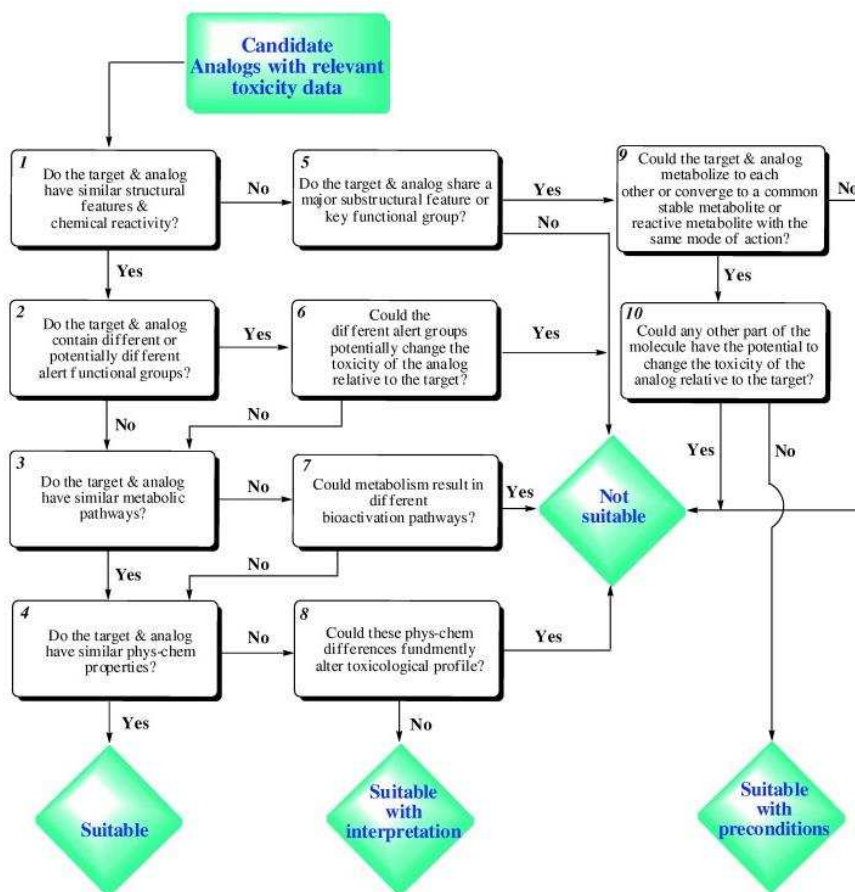 Candidate
Analogs with relevant
toxicity data
1
Do the target & analog
have similar structural
features &
chemical reactivity?
No
5
Do the target & analog share a
major substructural feature or
key functional group?
Yes
No
9
Could the target & analog
metabolize to each
other or converge to a common
stable metabolite or
reactive metabolite with the
same mode of action?
No
Yes
Yes
2
Do the target & analog
contain different or
potentially different
alert functional groups?
Yes
6
Could the
different alert groups
potentially change the
toxicity of the analog
relative to the target?
Yes
10
Could any other part of the
molecule have the potential to
change the toxicity of the
analog relative to the target?
No
No
Yes
No
3
Do the target & analog
have similar metabolic
pathways?
No
7
Could metabolism result in
different
bioactivation pathways?
Yes
Not
suitable
Yes
No
4
Do the target & analog
have similar phys-chem
properties?
No
8
Could these phys-chem
differences fundmently
alter toxicological profile?
Yes
Yes
No
Suitable
Suitable
with
interpretation
Suitable
with
preconditions